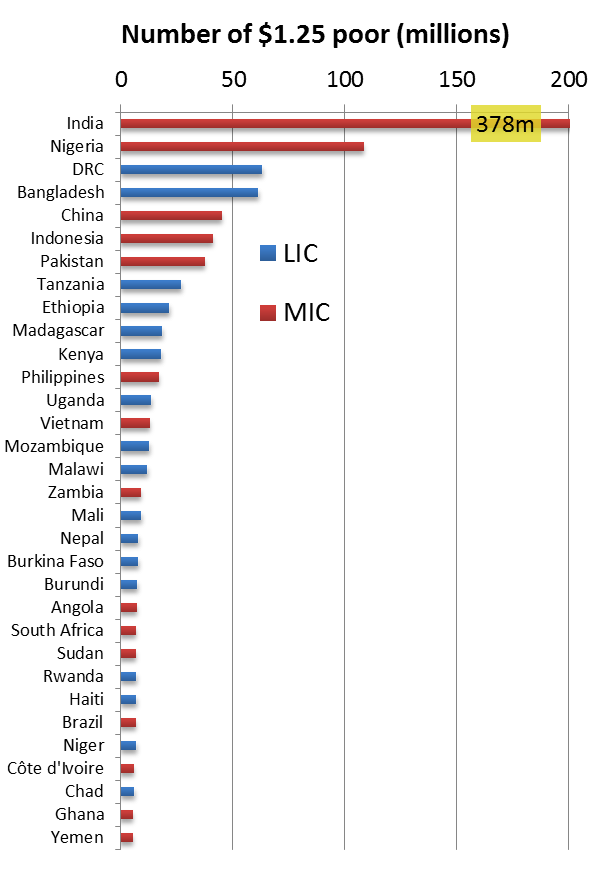 Number of $1.25 poor (millions)
0 50 100 150 200
India
378m
Nigeria
DRC
Bangladesh
China
Indonesia
LIC
Pakistan
Tanzania
Ethiopia
MIC
Madagascar
Kenya
Philippines
Uganda
Vietnam
Mozambique
Malawi
Zambia
Mali
Nepal
Burkina Faso
Burundi
Angola
South Africa
Sudan
Rwanda
Haiti
Brazil
Niger
Côte d'Ivoire
Chad
Ghana
Yemen